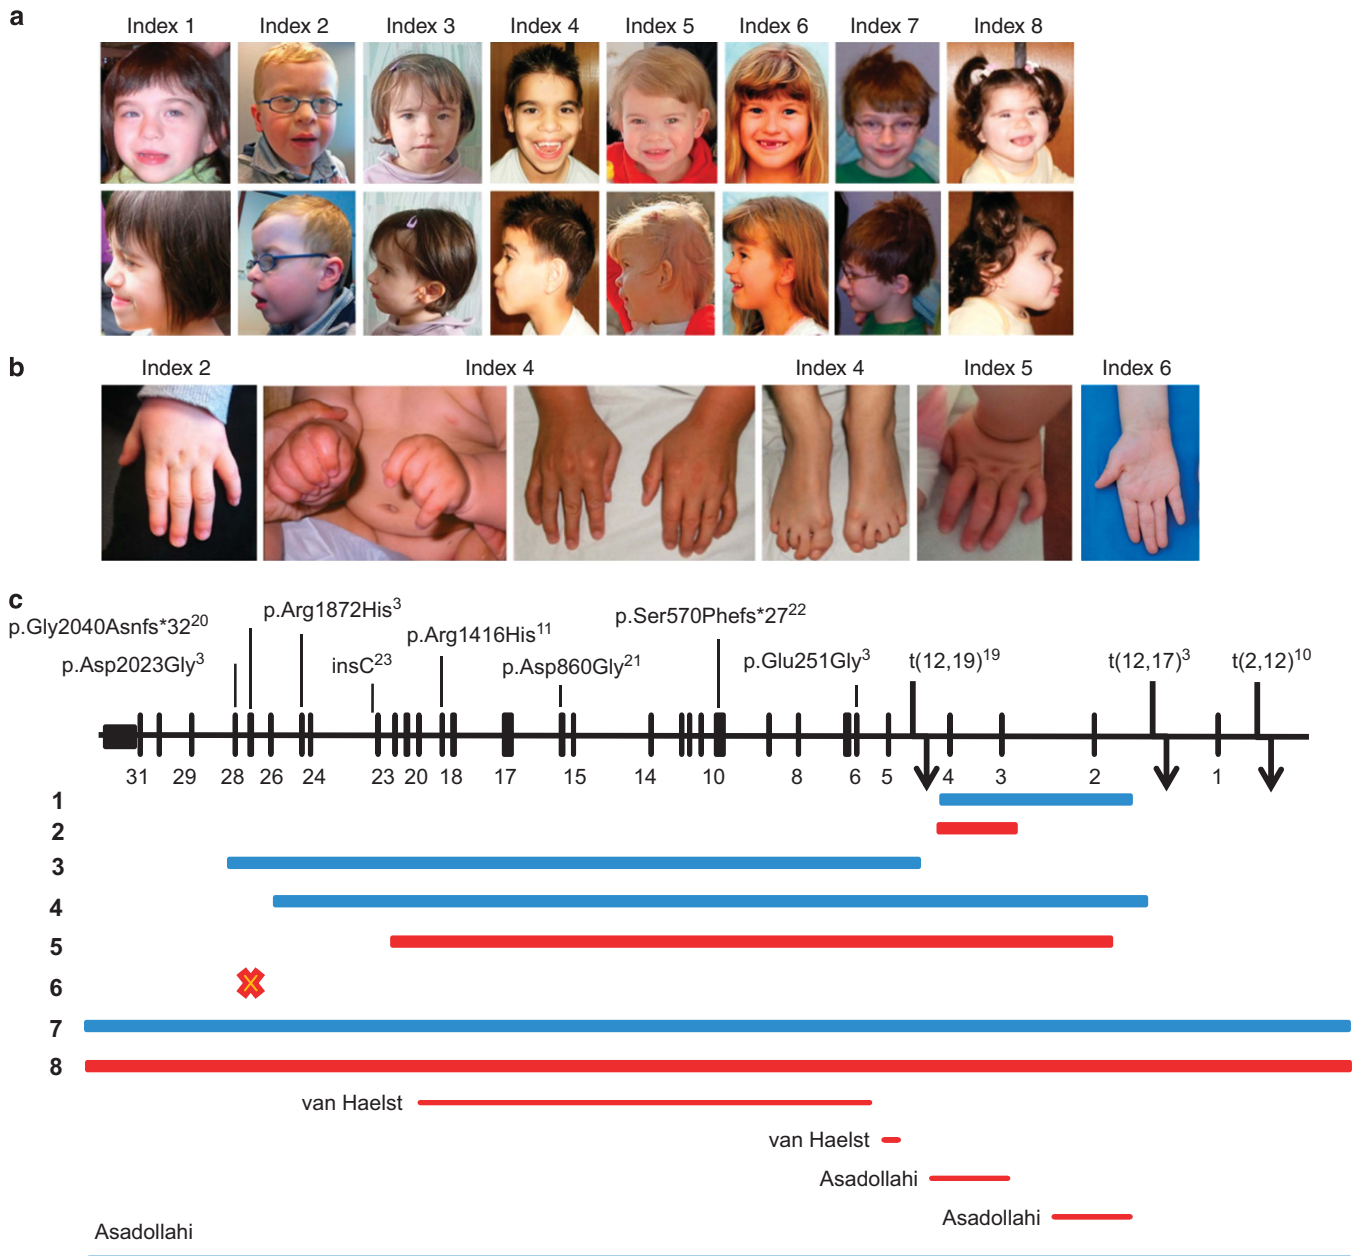 a
Index 1 Index 2 Index 3 Index 4 Index 5 Index 6 Index 7 Index 8
b
Index 2 Index 4 Index 4 Index 5 Index 6
c
p.Gly2040Asnfs*32²⁰
p.Arg1872His³
p.Asp2023Gly³
insC²³
p.Arg1416His¹¹
p.Asp860Gly²¹
p.Ser570Phefs*27²²
p.Glu251Gly³
t(12,19)¹⁹
t(12,17)³
t(2,12)¹⁰
31 29 28 26 24 23 20 18 17 15 14 10 8 6 5 4 3 2 1
1
2
3
4
5
6
7
8
van Haelst
van Haelst
Asadollahi
Asadollahi
Asadollahi